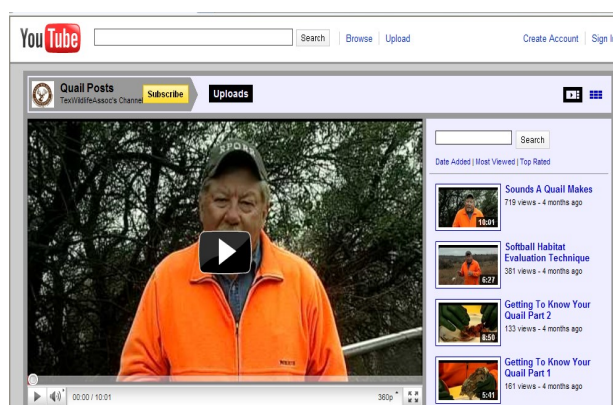 You Tube
Search
Browse
Upload
Create Account
Sign I
Quail Posts
TexWildlifeAssoc's Channel
Subscribe
Uploads
Search
Date Added | Most Viewed | Top Rated
Sounds A Quail Makes
719 views - 4 months ago
10:01
Softball Habitat
Evaluation Technique
381 views - 4 months ago
6:27
Getting To Know Your
Quail Part 2
133 views - 4 months ago
8:50
Getting To Know Your
Quail Part 1
161 views - 4 months ago
5:41
00:00 / 10:01
360p